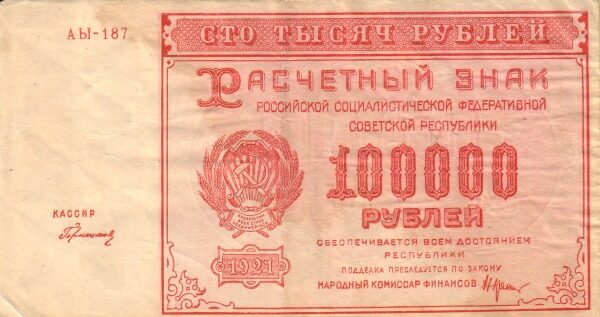 АЫ-187
СТО ТЫСЯЧ РУБЛЕЙ
РАСЧЕТНЫЙ ЗНАК
РОССИЙСКОЙ СОЦИАЛИСТИЧЕСКОЙ ФЕДЕРАТИВНОЙ
СОВЕТСКОЙ РЕСПУБЛИКИ
100000
РУБЛЕЙ
ОБЕСПЕЧИВАЕТСЯ ВСЕМ ДОСТОЯНИЕМ
РЕСПУБЛИКИ
ПОДДЕЛКА ПРЕСЛЕДУЕТСЯ ПО ЗАКОНУ
НАРОДНЫЙ КОМИССАР ФИНАНСОВ
1921
КАССИР